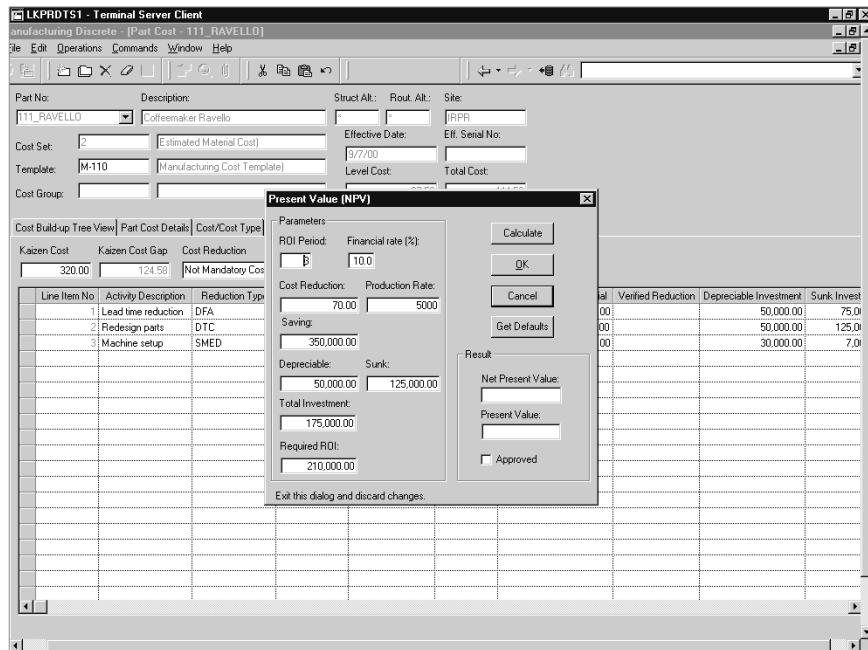 LKPRDTS1 - Terminal Server Client
anufacturing Discrete - [Part Cost - 111_RAVELLO]
ile Edit Operations Commands Window Help
Part No: Description: Struct Alt.: Rout. Alt.: Site:
111_RAVELLO Coffeemaker Ravello * * IRPR
Effective Date: Eff. Serial No:
Cost Set: 2 Estimated Material Cost)
9/7/00
Template: M-110 Manufacturing Cost Template)
Level Cost: Total Cost:
Cost Group:
Present Value (NPV)
Cost Build-up Tree View Part Cost Details Cost/Cost Type
Kaizen Cost Kaizen Cost Gap Cost Reduction
320.00 124.58 Not Mandatory Cos
Parameters
ROI Period: Financial rate (%):
3 10.0
Cost Reduction: Production Rate:
70.00 5000
Saving:
350,000.00
Depreciable: Sunk:
50,000.00 125,000.00
Total Investment:
175,000.00
Required ROI:
210,000.00
Calculate
OK
Cancel
Get Defaults
Result
Net Present Value:
Present Value:
Approved
Exit this dialog and discard changes.
Line Item No Activity Description Reduction Type ial Verified Reduction Depreciable Investment Sunk Invest
1 Lead time reduction DFA 00 50,000.00 75,0
2 Redesign parts DTC 00 50,000.00 125,0
3 Machine setup SMED 00 30,000.00 7,0